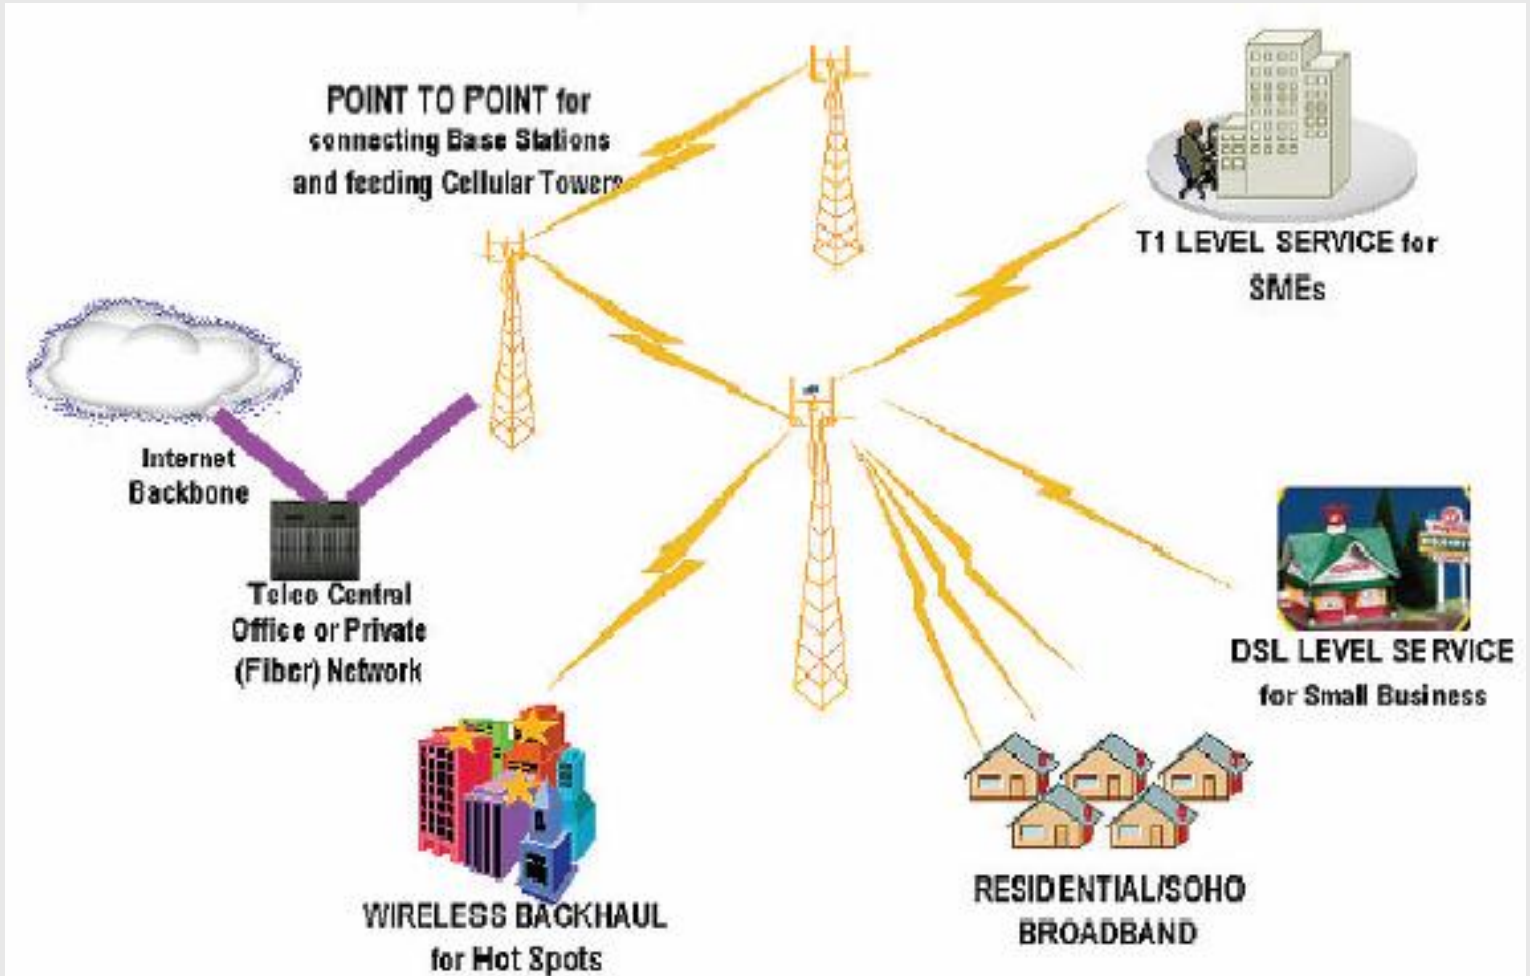 POINT TO POINT for
connecting Base Stations
and feeding Cellular Towers
T1 LEVEL SERVICE for
SMEs
Internet
Backbone
Telco Central
Office or Private
(Fiber) Network
DSL LEVEL SERVICE
for Small Business
WIRELESS BACKHAUL
for Hot Spots
RESIDENTIAL/SOHO
BROADBAND